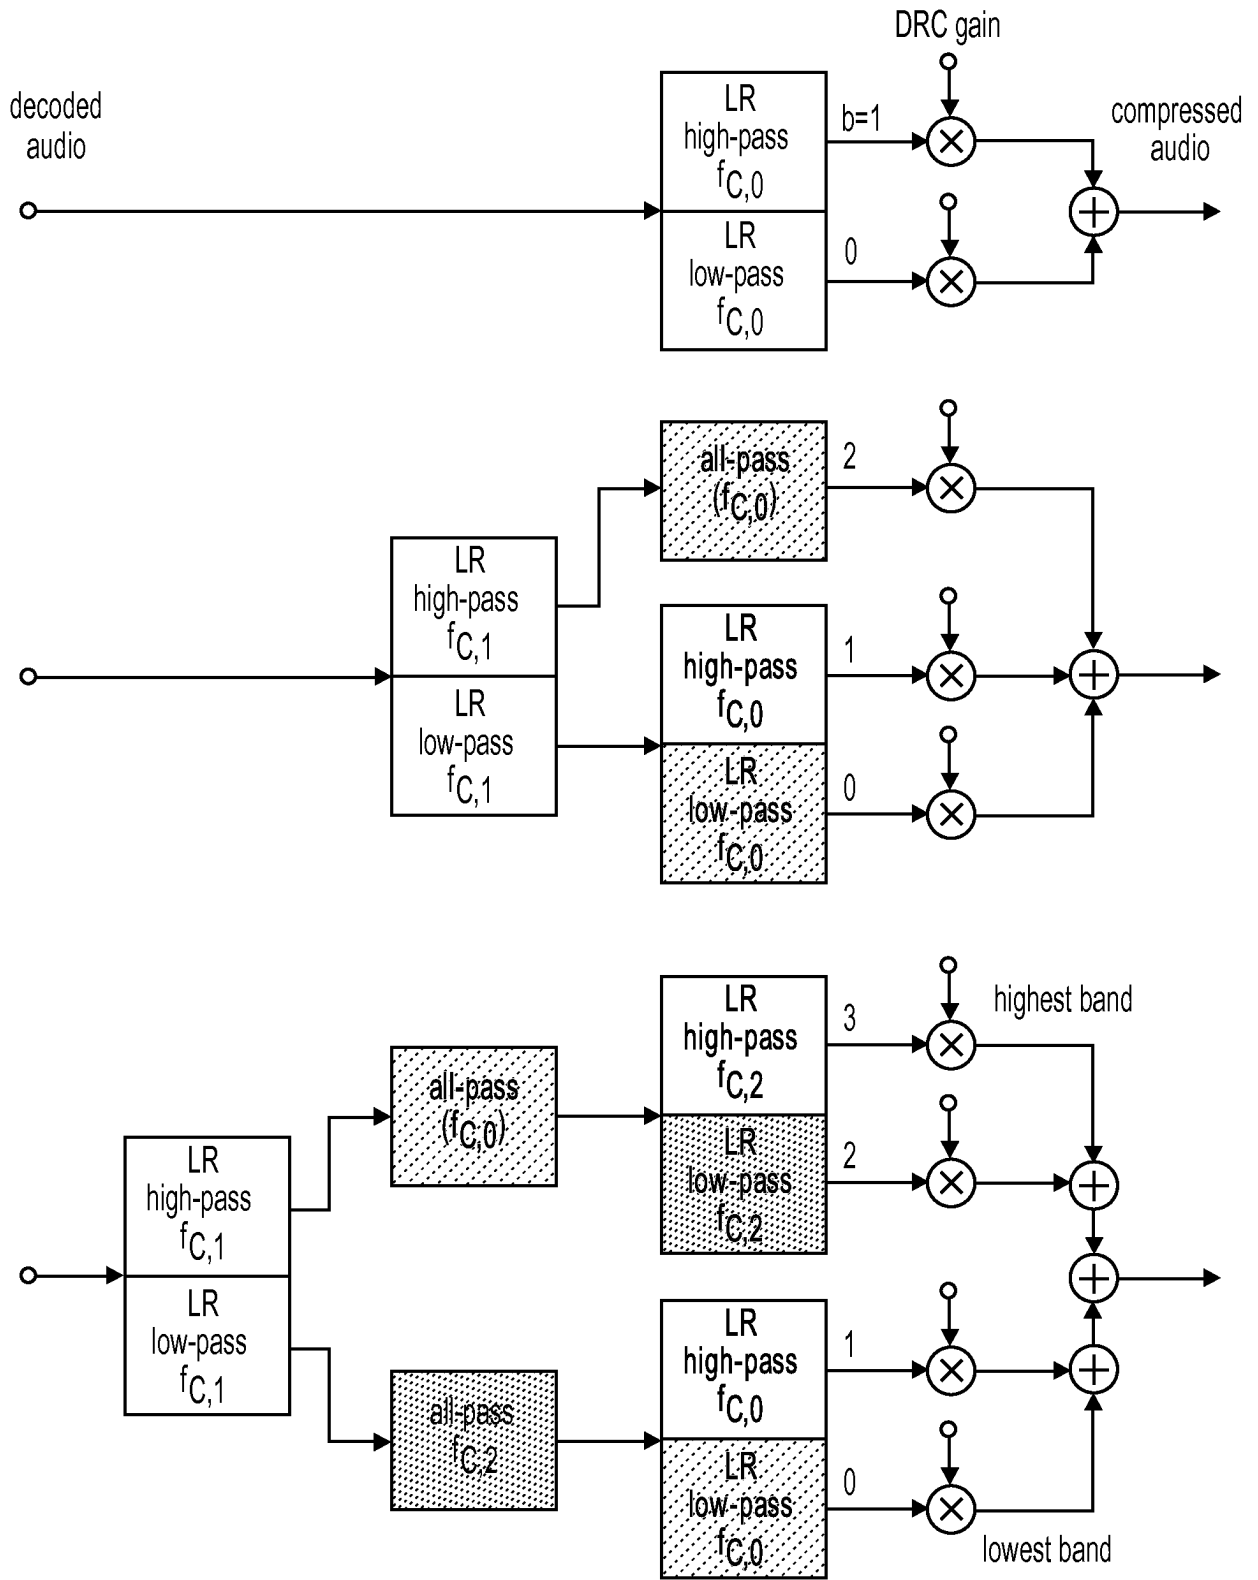 DRC gain
decoded
audio
LR
high-pass
fC,0
b=1
compressed
audio
LR
low-pass
fC,0
0
all-pass
(fC,0)
2
LR
high-pass
fC,1
LR
low-pass
fC,1
LR
high-pass
fC,0
1
LR
low-pass
fC,0
0
LR
high-pass
fC,2
3
highest band
all-pass
(fC,0)
LR
low-pass
fC,2
2
LR
high-pass
fC,1
LR
low-pass
fC,1
LR
high-pass
fC,0
1
all-pass
fC,2
LR
low-pass
fC,0
0
lowest band